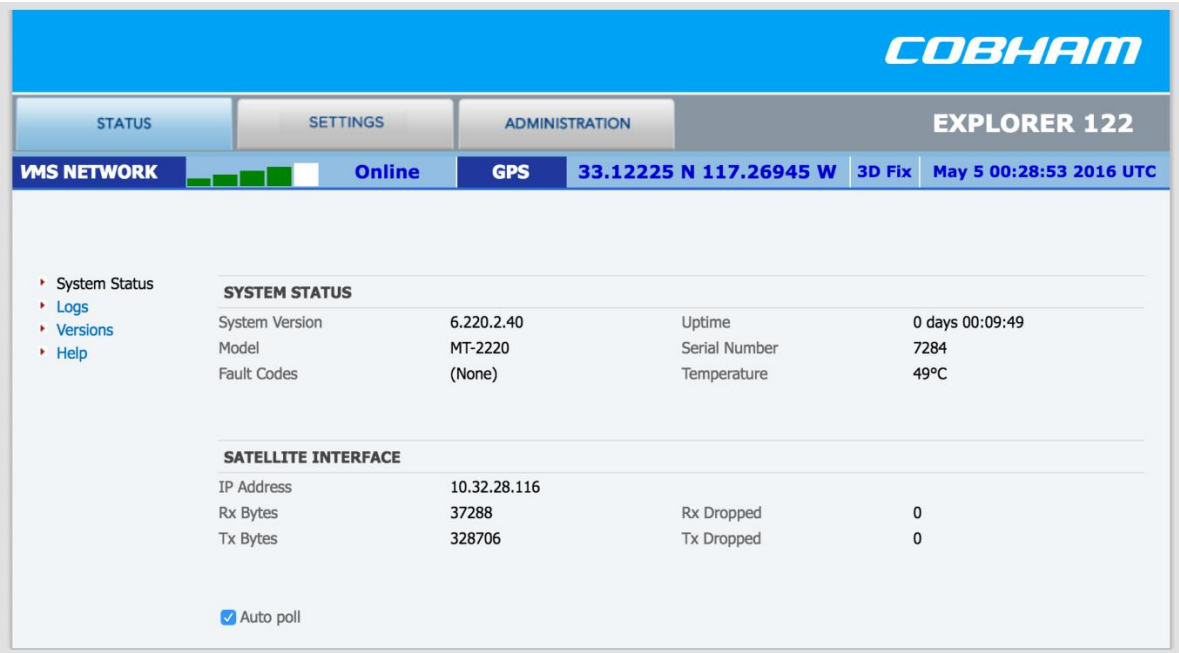 COBHAM
STATUS SETTINGS ADMINISTRATION EXPLORER 122
VMS NETWORK Online GPS 33.12225 N 117.26945 W 3D Fix May 5 00:28:53 2016 UTC
System Status
Logs
Versions
Help
SYSTEM STATUS
System Version 6.220.2.40 Uptime 0 days 00:09:49
Model MT-2220 Serial Number 7284
Fault Codes (None) Temperature 49°C
SATELLITE INTERFACE
IP Address 10.32.28.116
Rx Bytes 37288 Rx Dropped 0
Tx Bytes 328706 Tx Dropped 0
Auto poll